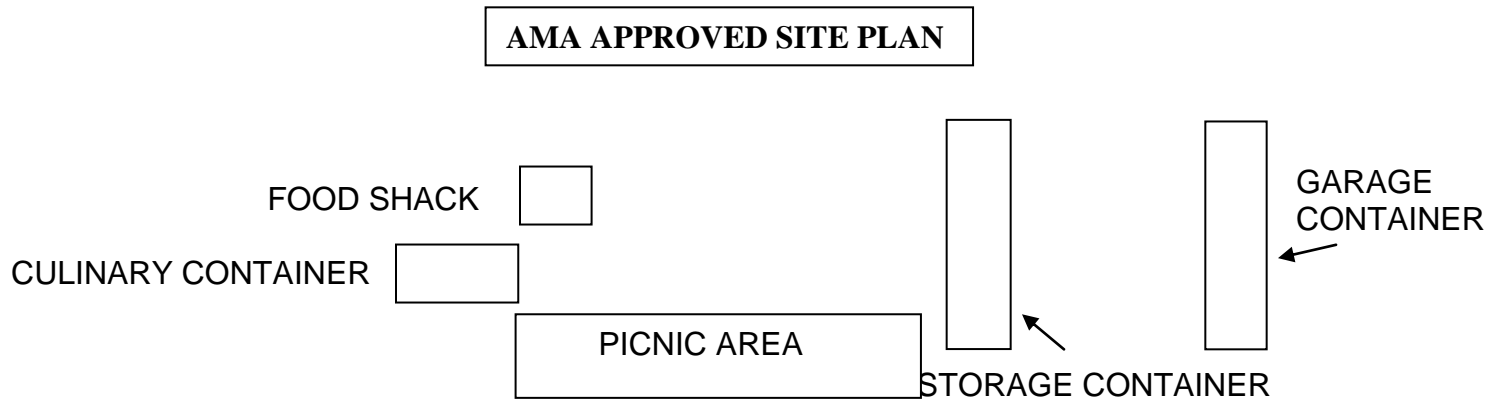 AMA APPROVED SITE PLAN
FOOD SHACK
GARAGE
CONTAINER
CULINARY CONTAINER
PICNIC AREA
STORAGE CONTAINER